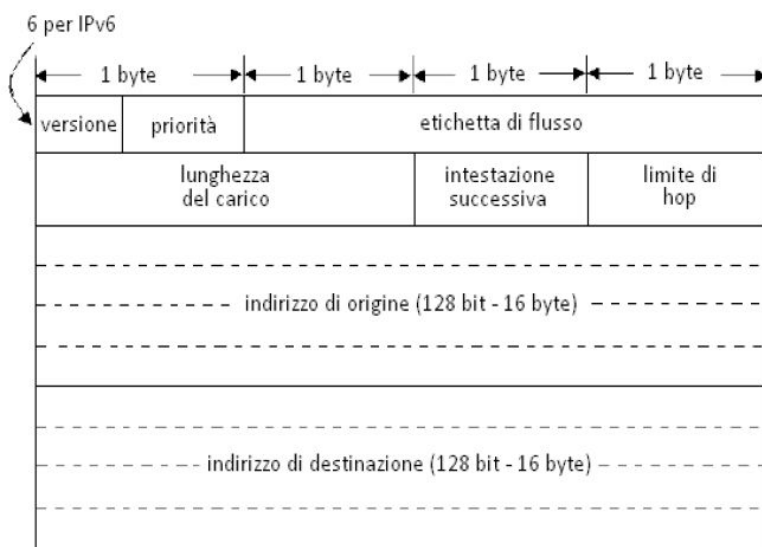 6 per IPv6
1 byte 1 byte 1 byte 1 byte
versione priorità etichetta di flusso
lunghezza del carico intestazione successiva limite di hop
indirizzo di origine (128 bit - 16 byte)
indirizzo di destinazione (128 bit - 16 byte)